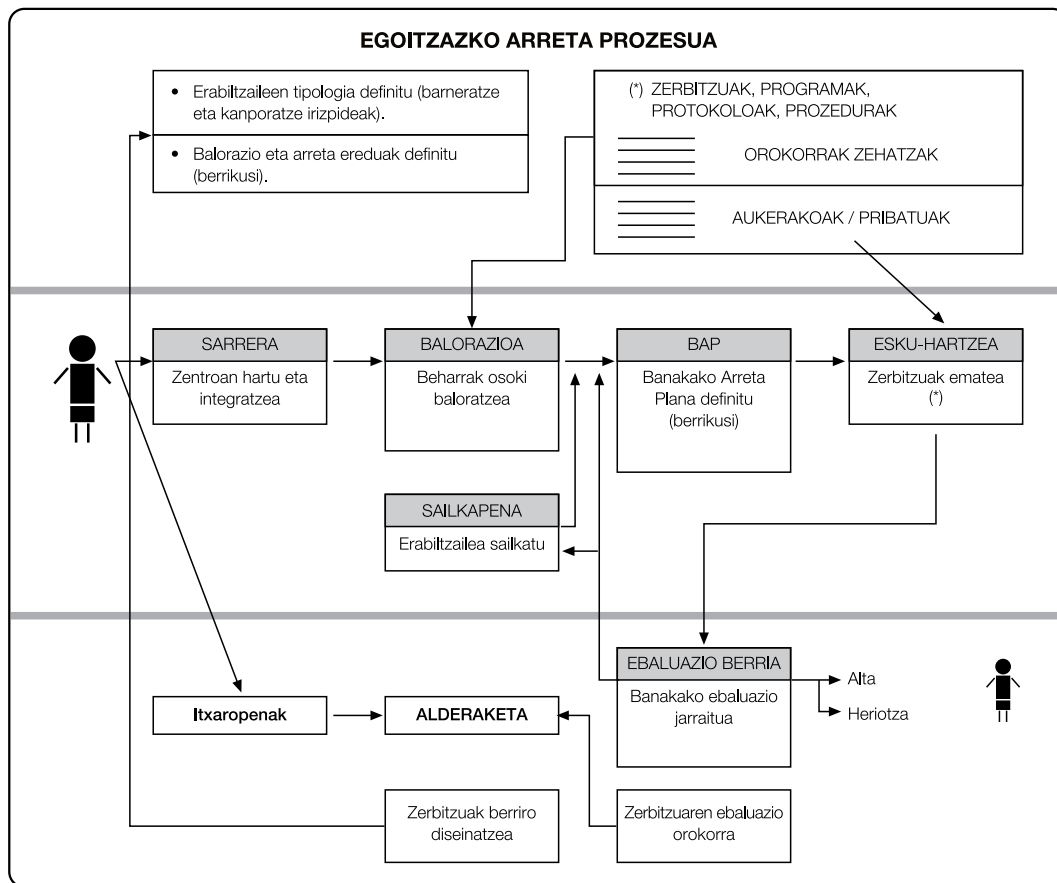 EGOITZAZKO ARRETA PROZESUA
• Erabiltzaileen tipologia definitu (barneratze
eta kanporatze irizpideak).
• Balorazio eta arreta ereduak definitu
(berrikusi).
(*) ZERBITZUAK, PROGRAMAK,
PROTOKOLOAK, PROZEDURAK
OROKORRAK ZEHATZAK
AUKERAKOAK / PRIBATUAK
SARRERA
Zentroan hartu eta
integratzea
BALORAZIOA
Beharrak osoki
baloratzea
BAP
Banakako Arreta
Plana definitu
(berrikusi)
ESKU-HARTZEA
Zerbitzuak ematea
(*)
SAILKAPENA
Erabiltzailea sailkatu
EBALUAZIO BERRIA
Banakako ebaluazio
jarraitua
Alta
Heriotza
Itxaropenak
ALDERAKETA
Zerbitzuak berriro
diseinatzea
Zerbitzuaren ebaluazio
orokorra